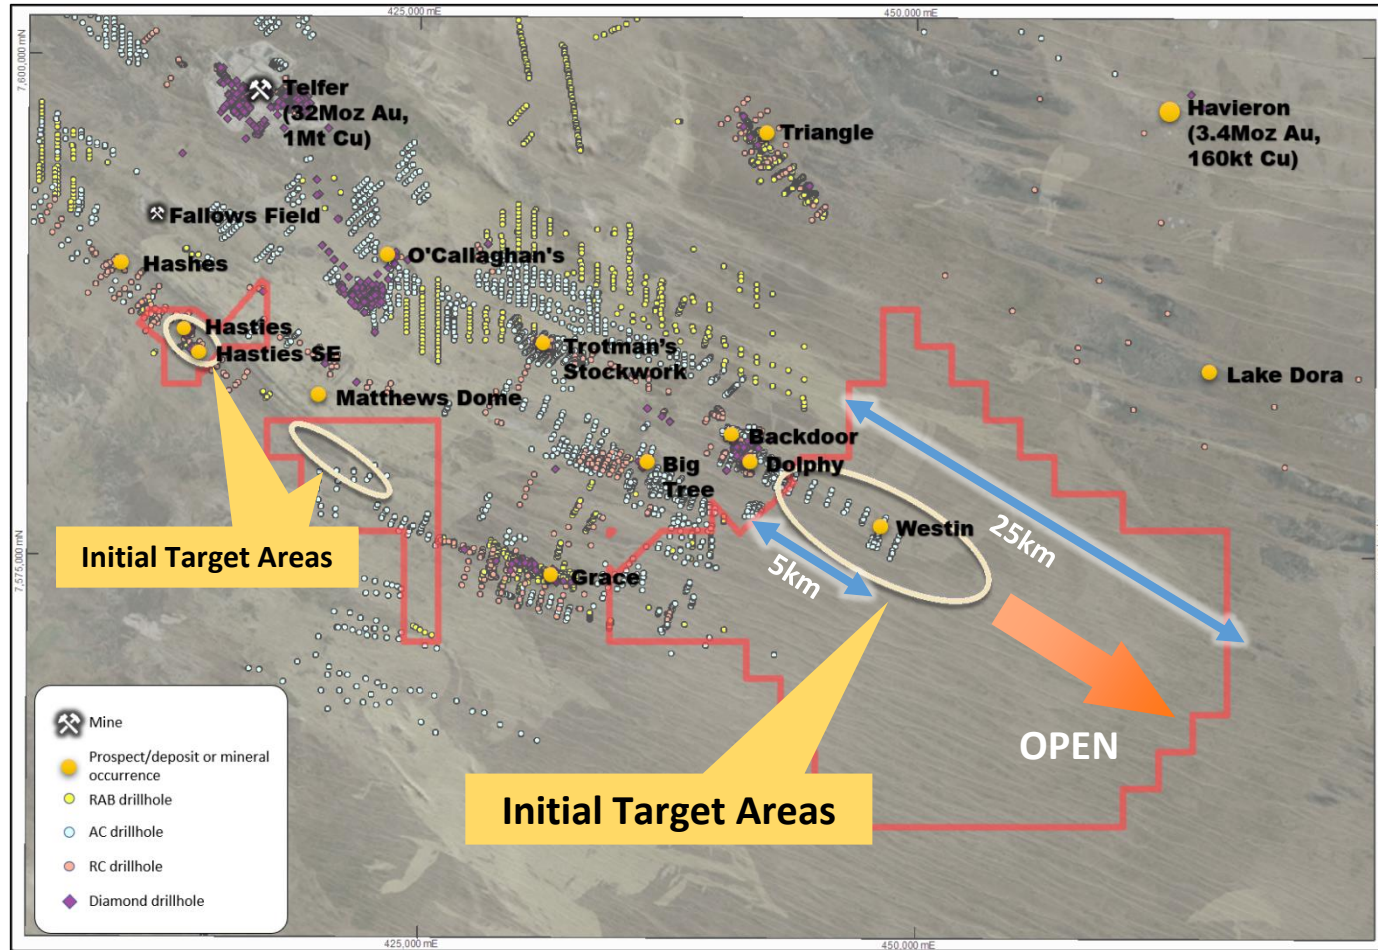 425,000 mE
450,000 mE
7,600,000 mN
Telfer
(32Moz Au,
1Mt Cu)
Triangle
Havieron
(3.4Moz Au,
160kt Cu)
Fallows Field
Hashes
O'Callaghan's
Hasties
Hasties SE
Trotman's
Stockwork
Lake Dora
Matthews Dome
Backdoor
Big
Tree
Dolphy
Westin
25km
5km
Initial Target Areas
7,575,000 mN
Grace
OPEN
Initial Target Areas
Mine
Prospect/deposit or mineral
occurrence
RAB drillhole
AC drillhole
RC drillhole
Diamond drillhole
425,000 mE
450,000 mE